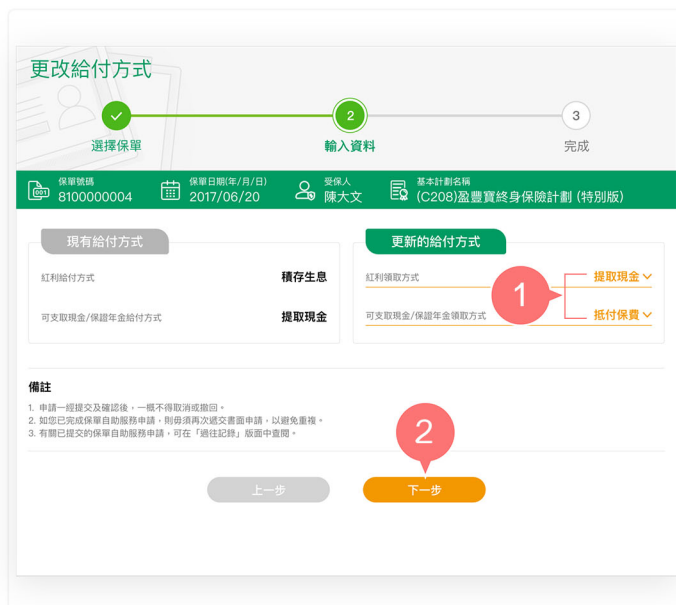 更改給付方式
2
3
選擇保單
輸入資料
完成
001
保單號碼
8100000004
保單日期(年/月/日)
2017/06/20
受保人
陳大文
基本計劃名稱
(C208)盈豐寶終身保險計劃 (特別版)
現有給付方式
紅利給付方式 積存生息
可支取現金/保證年金給付方式 提取現金
更新的給付方式
紅利領取方式 提取現金
可支取現金/保證年金領取方式 抵付保費
1
備註
1. 申請一經提交及確認後，一概不得取消或撤回。
2. 如您已完成保單自助服務申請，則毋須再次遞交書面申請，以避免重複。
3. 有關已提交的保單自助服務申請，可在「過往記錄」版面中查閱。
2
上一步
下一步